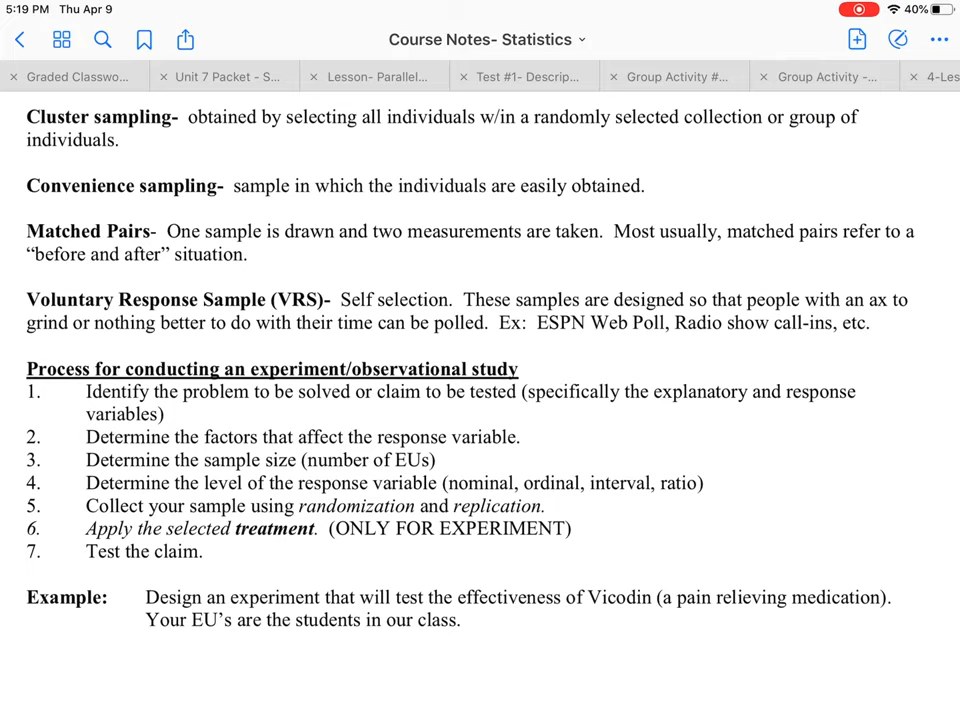 5:19 PM Thu Apr 9
40%
Course Notes- Statistics
× Graded Classwo...
× Unit 7 Packet - S...
× Lesson- Parallel...
× Test #1- Descrip...
× Group Activity #...
× Group Activity -...
× 4-Les
Cluster sampling- obtained by selecting all individuals w/in a randomly selected collection or group of
individuals.
Convenience sampling- sample in which the individuals are easily obtained.
Matched Pairs- One sample is drawn and two measurements are taken. Most usually, matched pairs refer to a
“before and after” situation.
Voluntary Response Sample (VRS)- Self selection. These samples are designed so that people with an ax to
grind or nothing better to do with their time can be polled. Ex: ESPN Web Poll, Radio show call-ins, etc.
Process for conducting an experiment/observational study
1. Identify the problem to be solved or claim to be tested (specifically the explanatory and response
variables)
2. Determine the factors that affect the response variable.
3. Determine the sample size (number of EUs)
4. Determine the level of the response variable (nominal, ordinal, interval, ratio)
5. Collect your sample using randomization and replication.
6. Apply the selected treatment. (ONLY FOR EXPERIMENT)
7. Test the claim.
Example: Design an experiment that will test the effectiveness of Vicodin (a pain relieving medication).
Your EU’s are the students in our class.